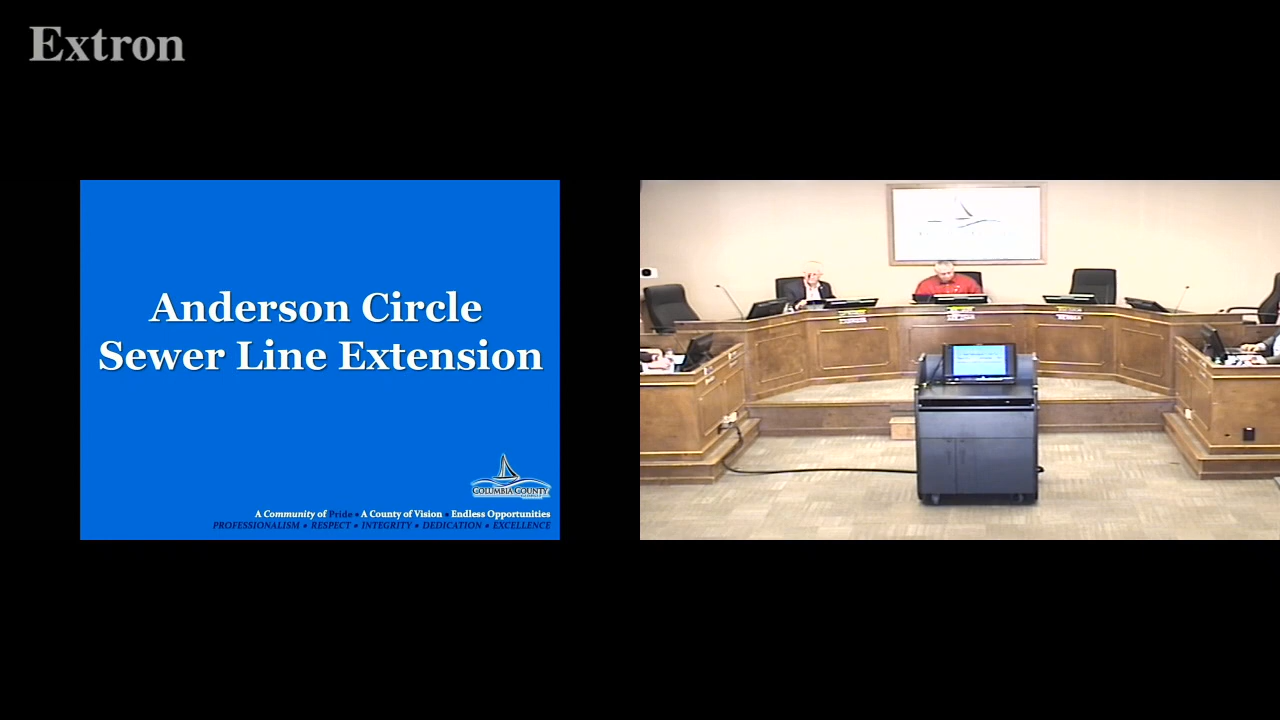 Extron
Anderson Circle
Sewer Line Extension
COLUMBIA COUNTY
A Community of Pride • A County of Vision • Endless Opportunities
PROFESSIONALISM • RESPECT • INTEGRITY • DEDICATION • EXCELLENCE